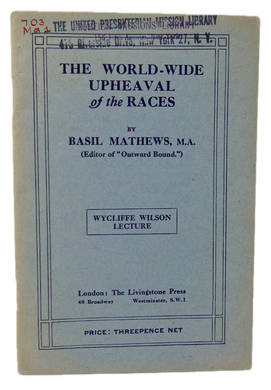 703
THE UNITED PRESBYTERIAN MISSION LIBRARY
THE WORLD-WIDE
UPHEAVAL
of the RACES
BY
BASIL MATHEWS, M.A.
(Editor of "Outward Bound.")
WYCLIFFE WILSON
LECTURE
London: The Livingstone Press
48 Broadway Westminster, S.W.1
PRICE: THREEPENCE NET